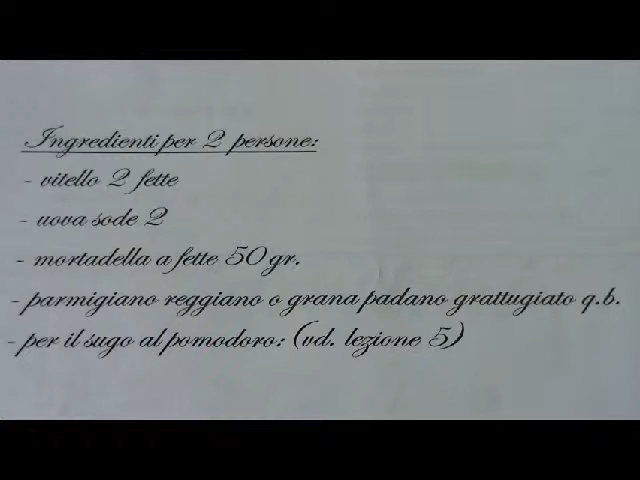 Ingredienti per 2 persone:
- vitello 2 fette
- uova sode 2
- mortadella a fette 50 gr.
- parmigiano reggiano o grana padano grattugiato q.b.
- per il sugo al pomodoro: (vd. lezione 5)